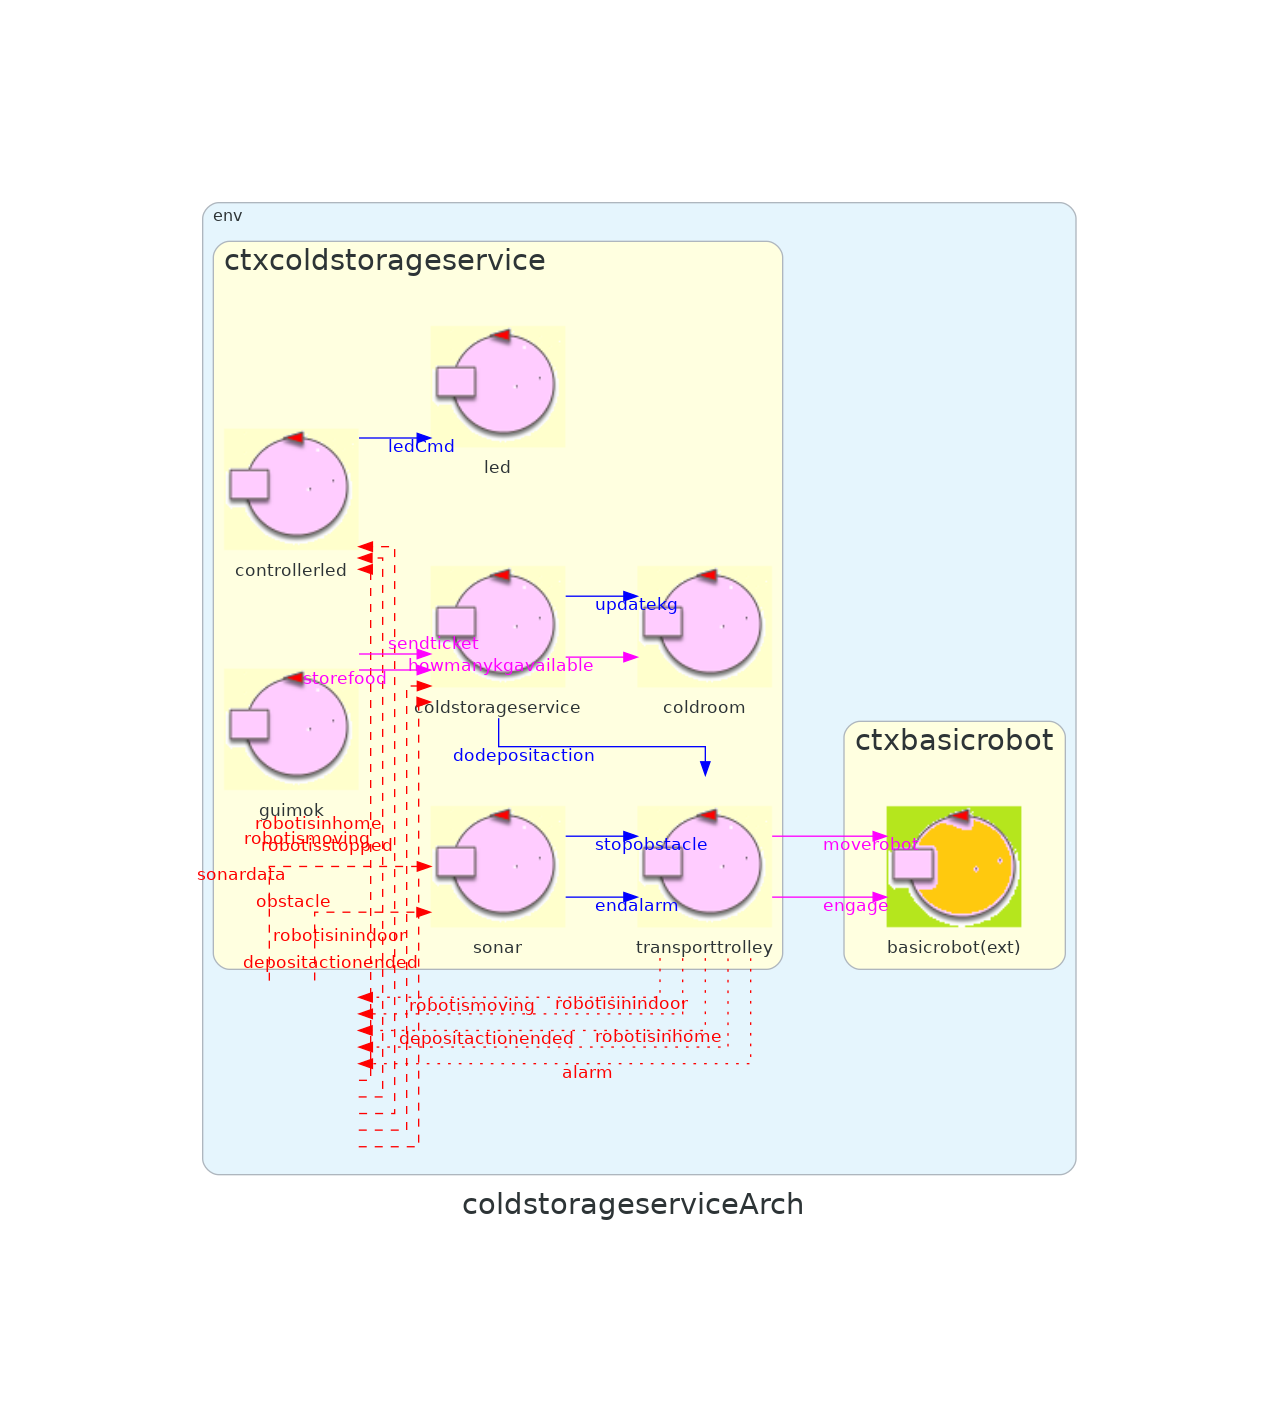 env
ctxcoldstorageservice
led
ledCmd
controllerled
updatekg
sendticket
howmanykgavailable
storefood
coldstorageservice
coldroom
ctxbasicrobot
dodepositaction
guimok
robotisinhome
robotismoving
robotisstopped
stopobstacle
moverobot
sonardata
obstacle
endalarm
engage
robotisinindoor
sonar
transporttrolley
basicrobot(ext)
depositactionended
robotismoving
robotisinindoor
depositactionended
robotisinhome
alarm
coldstorageserviceArch